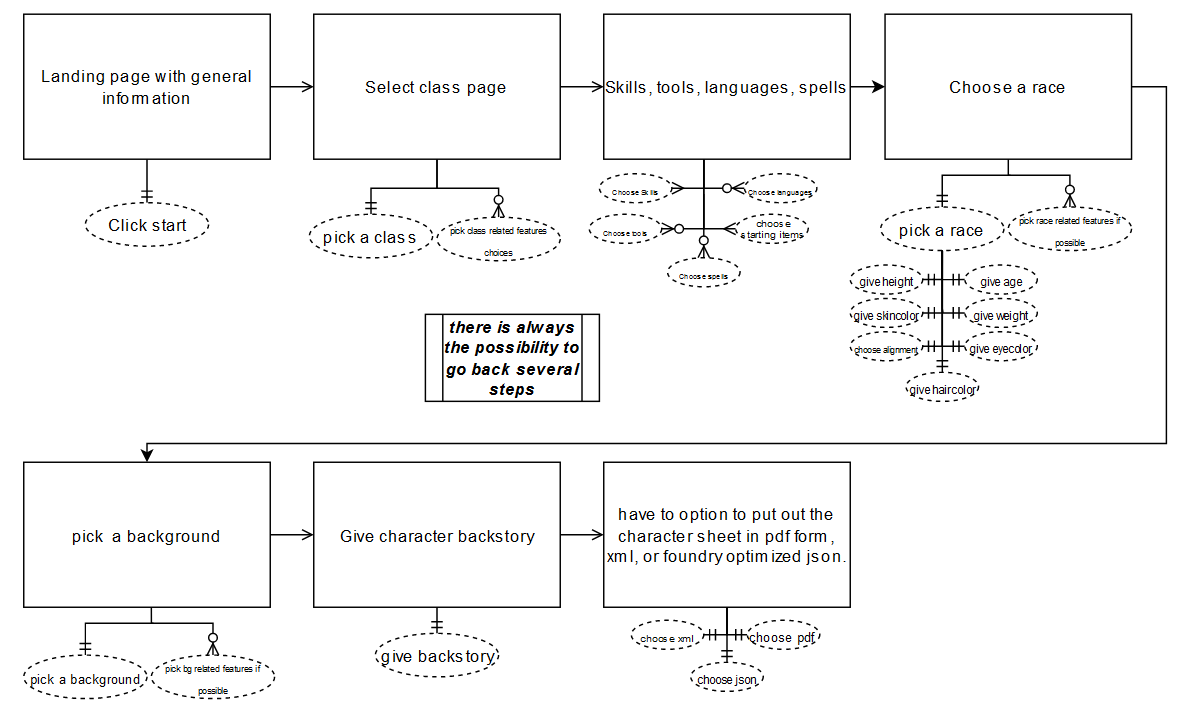 Landing page with general
information
Select class page
Skills, tools, languages, spells
Choose a race
Click start
pick a class
pick class related features
choices
Choose Skills
Choose languages
Choose tools
choose
starting items
Choose spells
pick a race
pick race related features if
possible
give height
give age
give skincolor
give weight
choose alignment
give eyecolor
give haircolor
there is always
the possibility to
go back several
steps
pick a background
Give character backstory
have to option to put out the
character sheet in pdf form,
xml, or foundry optimized json.
pick a background
pick bg related features if
possible
give backstory
choose xml
choose pdf
choose json